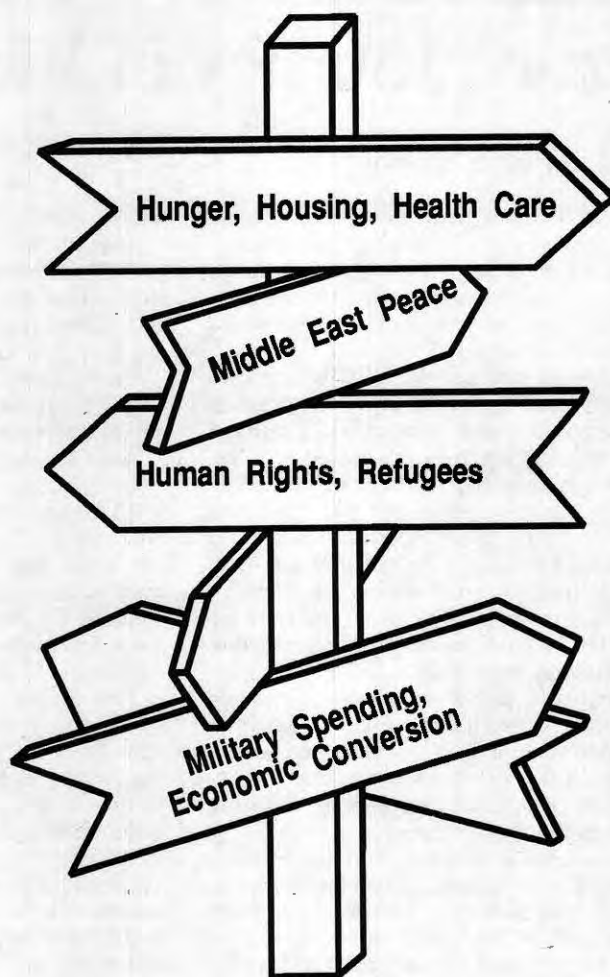 Hunger, Housing, Health Care
Middle East Peace
Human Rights, Refugees
Military Spending,
Economic Conversion